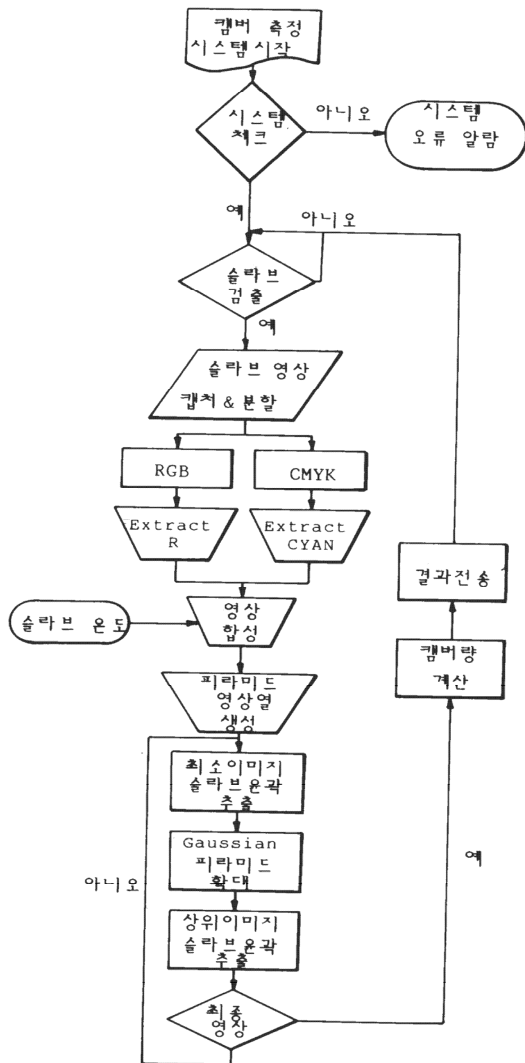 캠버 측정
시스템시작
시스템
체크
아니오
시스템
오류 알람
예
아니오
슬라브
검출
예
슬라브 영상
캡쳐 & 분할
RGB
CMYK
Extract
R
Extract
CYAN
결과전송
슬라브 온도
영상
합성
캠버량
계산
피라미드
영상열
생성
최소이미지
슬라브윤곽
추출
Gaussian
피라미드
확대
예
아니오
상위이미지
슬라브윤곽
추출
최종
영상